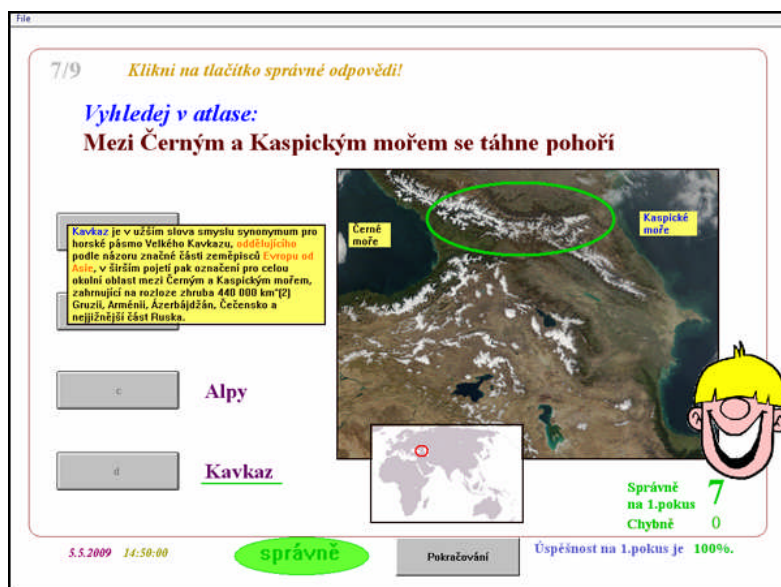 File
7/9 Klikni na tlačítko správné odpovědi!
Vyhledej v atlase:
Mezi Černým a Kaspickým mořem se táhne pohoří
Kavkaz je v užším slova smyslu synonymum pro
horské pásmo Velkého Kavkazu, oddělujícího
podle názoru značné části zeměpisců Evropu od
Asie, v širším pojetí pak označení pro celou
okolní oblast mezi Černým a Kaspickým mořem,
zahrnující na rozloze zhruba 440 000 km^(2)
Gruzii, Arménii, Ázerbájdžán, Čečensko a
nejjižnější část Ruska.
Černé
moře
Kaspické
moře
c Alpy
d Kavkaz
Správně
na 1.pokus 7
Chybně 0
5.5.2009 14:50:00 správně Pokračování Úspěšnost na 1.pokus je 100%.